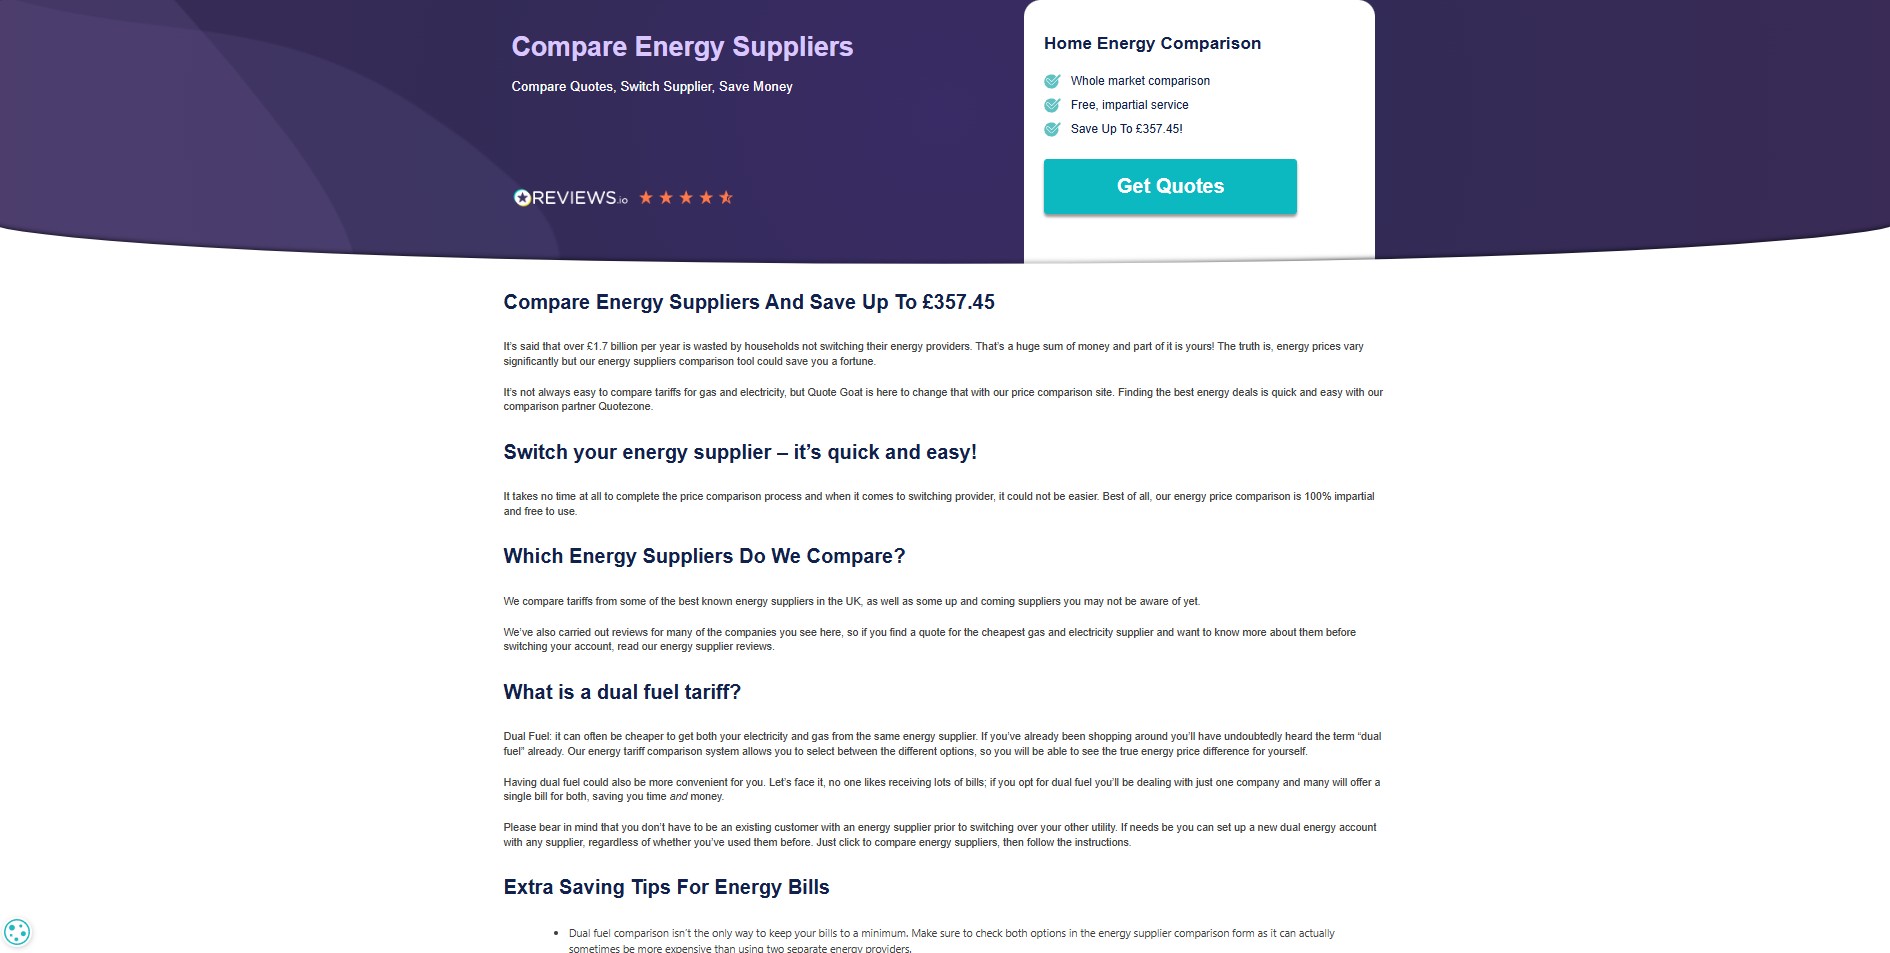 Compare Energy Suppliers
Compare Quotes, Switch Supplier, Save Money
REVIEWS.io
Home Energy Comparison
Whole market comparison
Free, impartial service
Save Up To £357.45!
Get Quotes
Compare Energy Suppliers And Save Up To £357.45
It’s said that over £1.7 billion per year is wasted by households not switching their energy providers. That’s a huge sum of money and part of it is yours! The truth is, energy prices vary
significantly but our energy suppliers comparison tool could save you a fortune.
It’s not always easy to compare tariffs for gas and electricity, but Quote Goat is here to change that with our price comparison site. Finding the best energy deals is quick and easy with our
comparison partner Quotezone.
Switch your energy supplier – it’s quick and easy!
It takes no time at all to complete the price comparison process and when it comes to switching provider, it could not be easier. Best of all, our energy price comparison is 100% impartial
and free to use.
Which Energy Suppliers Do We Compare?
We compare tariffs from some of the best known energy suppliers in the UK, as well as some up and coming suppliers you may not be aware of yet.
We’ve also carried out reviews for many of the companies you see here, so if you find a quote for the cheapest gas and electricity supplier and want to know more about them before
switching your account, read our energy supplier reviews.
What is a dual fuel tariff?
Dual Fuel: it can often be cheaper to get both your electricity and gas from the same energy supplier. If you’ve already been shopping around you’ll have undoubtedly heard the term “dual
fuel” already. Our energy tariff comparison system allows you to select between the different options, so you will be able to see the true energy price difference for yourself.
Having dual fuel could also be more convenient for you. Let’s face it, no one likes receiving lots of bills; if you opt for dual fuel you’ll be dealing with just one company and many will offer a
single bill for both, saving you time and money.
Please bear in mind that you don’t have to be an existing customer with an energy supplier prior to switching over your other utility. If needs be you can set up a new dual energy account
with any supplier, regardless of whether you’ve used them before. Just click to compare energy suppliers, then follow the instructions.
Extra Saving Tips For Energy Bills
• Dual fuel comparison isn’t the only way to keep your bills to a minimum. Make sure to check both options in the energy supplier comparison form as it can actually
sometimes be more expensive than using two separate energy providers.